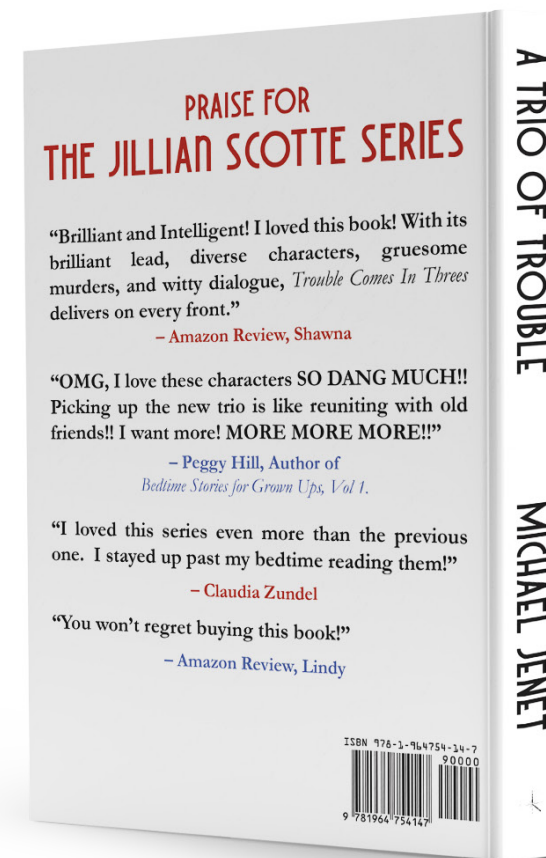 PRAISE FOR
THE JILLIAN SCOTTE SERIES
“Brilliant and Intelligent! I loved this book! With its
brilliant lead, diverse characters, gruesome
murders, and witty dialogue, Trouble Comes In Threes
delivers on every front.”
– Amazon Review, Shawna
“OMG, I love these characters SO DANG MUCH!!
Picking up the new trio is like reuniting with old
friends!! I want more! MORE MORE MORE!!”
– Peggy Hill, Author of
Bedtime Stories for Grown Ups, Vol 1.
“I loved this series even more than the previous
one. I stayed up past my bedtime reading them!”
– Claudia Zundel
“You won’t regret buying this book!”
– Amazon Review, Lindy
ISBN 978-1-964754-14-7
90000
9 781964 754147
A TRIO OF TROUBLE
MICHAEL JENET